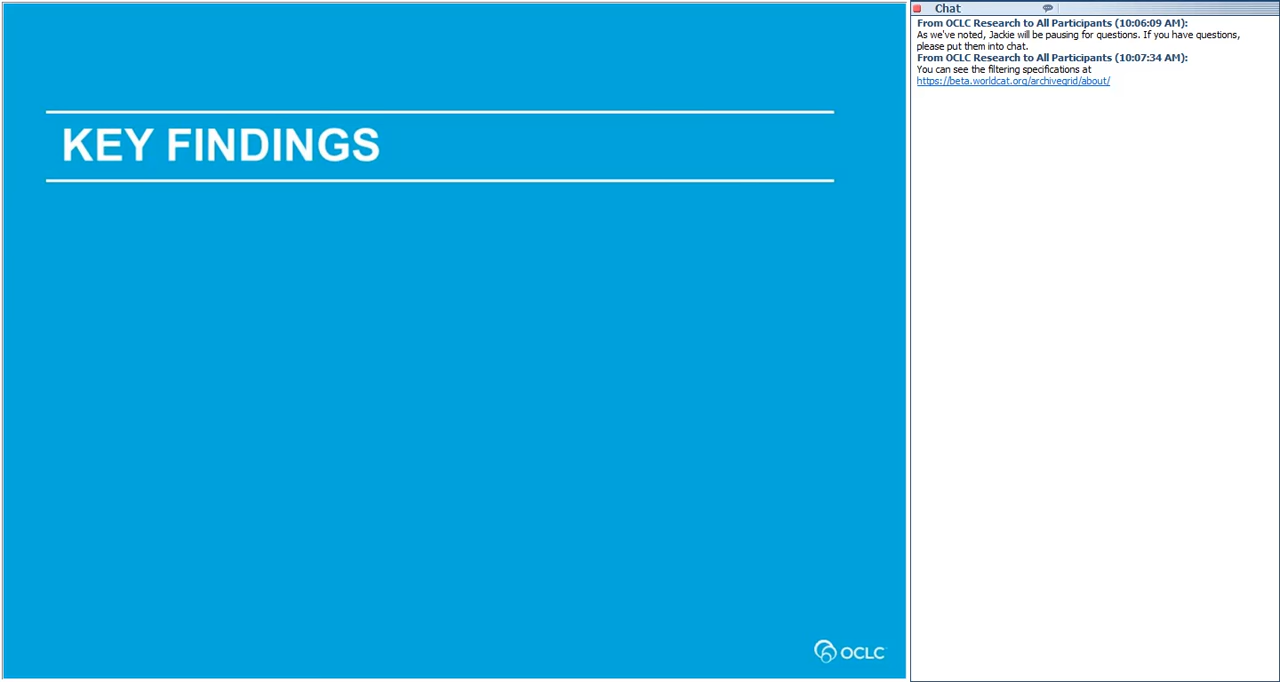 KEY FINDINGS
OCLC
Chat
From OCLC Research to All Participants (10:06:09 AM):
As we've noted, Jackie will be pausing for questions. If you have questions,
please put them into chat.
From OCLC Research to All Participants (10:07:34 AM):
You can see the filtering specifications at
https://beta.worldcat.org/archivegrid/about/